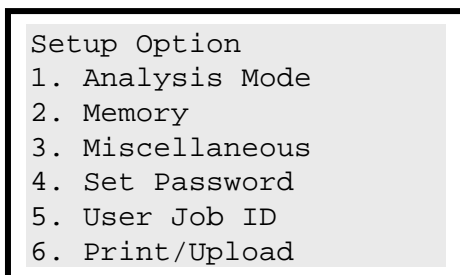 Setup Option
1. Analysis Mode
2. Memory
3. Miscellaneous
4. Set Password
5. User Job ID
6. Print/Upload